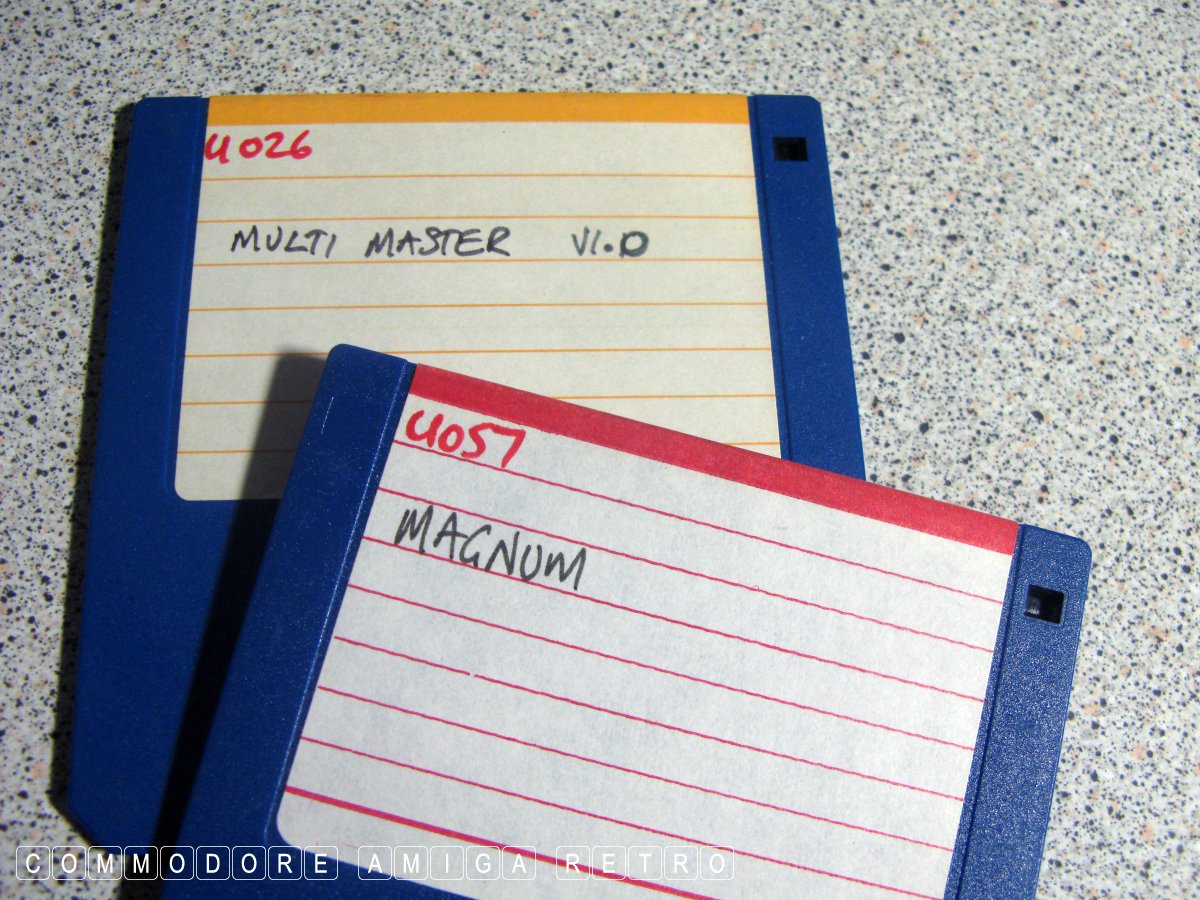 U026
MULTI MASTER V1.0
U057
MAGNUM
COMMODORE AMIGA RETRO